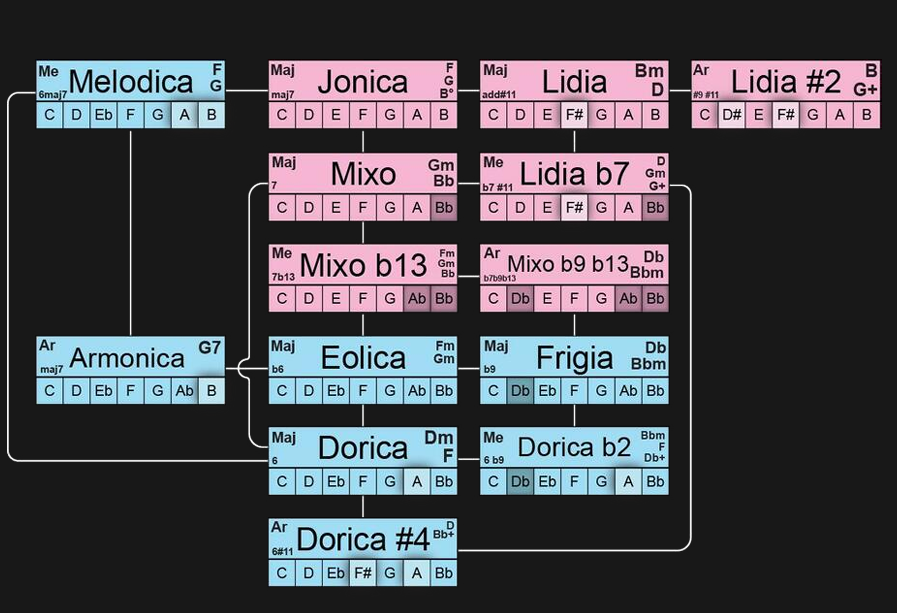 Me Melodica F
6maj7 G
C D Eb F G A B
Maj Jonica F
G
maj7 B°
C D E F G A B
Maj Lidia Bm
add#11 D
C D E F# G A B
Ar Lidia #2 B
#9 #11 G+
C D# E F# G A B
Maj Mixo Gm
7 Bb
C D E F G A Bb
Me Lidia b7 D
Gm
b7 #11 G+
C D E F# G A Bb
Me Mixo b13 Fm
Gm
7b13 Bb
C D E F G Ab Bb
Ar Mixo b9 b13 Db
b7b9b13 Bbm
C Db E F G Ab Bb
Ar Armonica G7
maj7
C D Eb F G Ab B
Maj Eolica Fm
b6 Gm
C D Eb F G Ab Bb
Maj Frigia Db
b9 Bbm
C Db Eb F G Ab Bb
Maj Dorica Dm
6 F
C D Eb F G A Bb
Me Dorica b2 Bbm
F
6 b9 Db+
C Db Eb F G A Bb
Ar Dorica #4 D
Bb+
6#11
C D Eb F# G A Bb